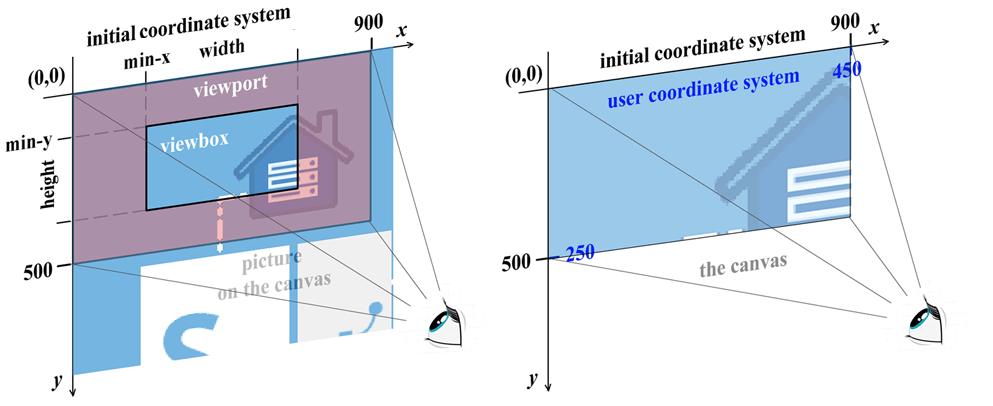 initial coordinate system
900
x
min-x
width
(0,0)
viewport
min-y
viewbox
height
500
picture
on the canvas
y
900
x
initial coordinate system
(0,0)
450
user coordinate system
500
250
the canvas
y